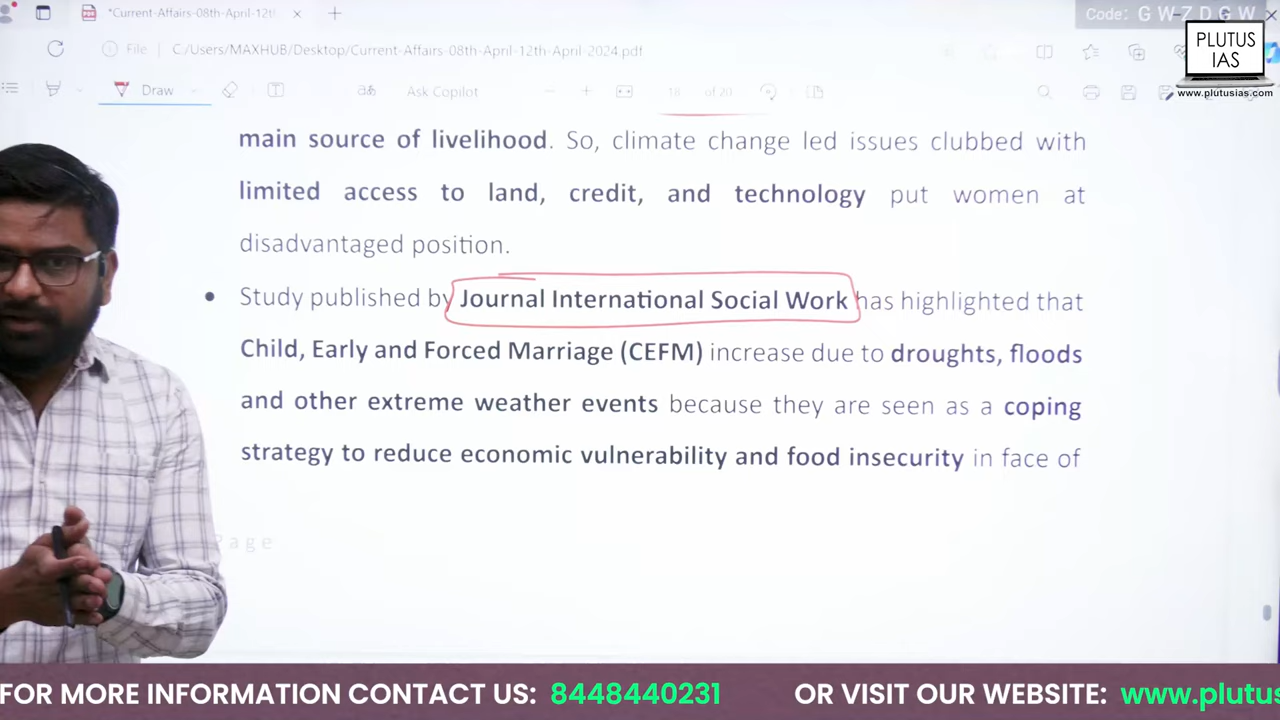 *Current-Affairs-08th-April-12th
Code: G W Z D G W
File
C:/Users/MAXHUB/Desktop/Current-Affairs-08th-April-12th-April-2024.pdf
PLUTUS
IAS
www.plutusias.com
Draw
Ask Copilot
18 of 20
main source of livelihood. So, climate change led issues clubbed with
limited access to land, credit, and technology put women at
disadvantaged position.
• Study published by Journal International Social Work has highlighted that
Child, Early and Forced Marriage (CEFM) increase due to droughts, floods
and other extreme weather events because they are seen as a coping
strategy to reduce economic vulnerability and food insecurity in face of
Page
FOR MORE INFORMATION CONTACT US: 8448440231 OR VISIT OUR WEBSITE: www.plutus